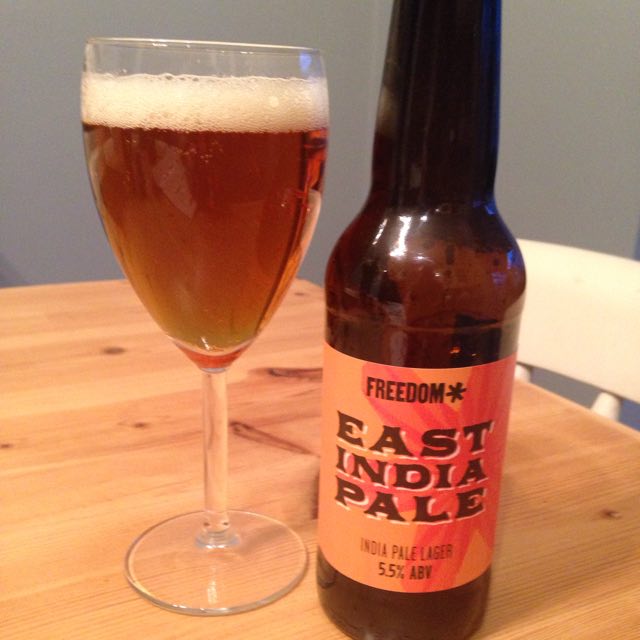 FREEDOM*
EAST
INDIA
PALE
INDIA PALE LAGER
5.5% ABV